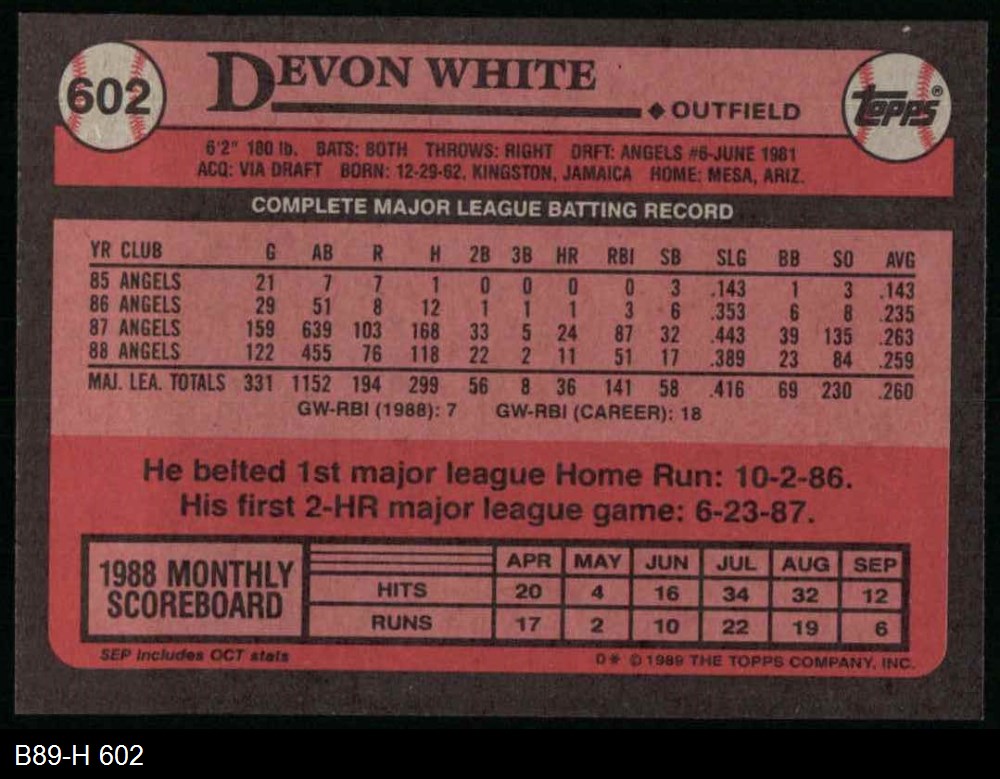 602
DEVON WHITE
◆ OUTFIELD
topps®
6'2" 180 lb. BATS: BOTH THROWS: RIGHT DRFT: ANGELS #6-JUNE 1981
ACQ: VIA DRAFT BORN: 12-29-62, KINGSTON, JAMAICA HOME: MESA, ARIZ.
COMPLETE MAJOR LEAGUE BATTING RECORD
YR CLUB G AB R H 2B 3B HR RBI SB SLG BB SO AVG
85 ANGELS 21 7 7 1 0 0 0 0 3 .143 1 3 .143
86 ANGELS 29 51 8 12 1 1 1 3 6 .353 6 8 .235
87 ANGELS 159 639 103 168 33 5 24 87 32 .443 39 135 .263
88 ANGELS 122 455 76 118 22 2 11 51 17 .389 23 84 .259
MAJ. LEA. TOTALS 331 1152 194 299 56 8 36 141 58 .416 69 230 .260
GW-RBI (1988): 7 GW-RBI (CAREER): 18
He belted 1st major league Home Run: 10-2-86.
His first 2-HR major league game: 6-23-87.
1988 MONTHLY
SCOREBOARD
APR MAY JUN JUL AUG SEP
HITS 20 4 16 34 32 12
RUNS 17 2 10 22 19 6
SEP includes OCT stats
D* © 1989 THE TOPPS COMPANY, INC.
B89-H 602